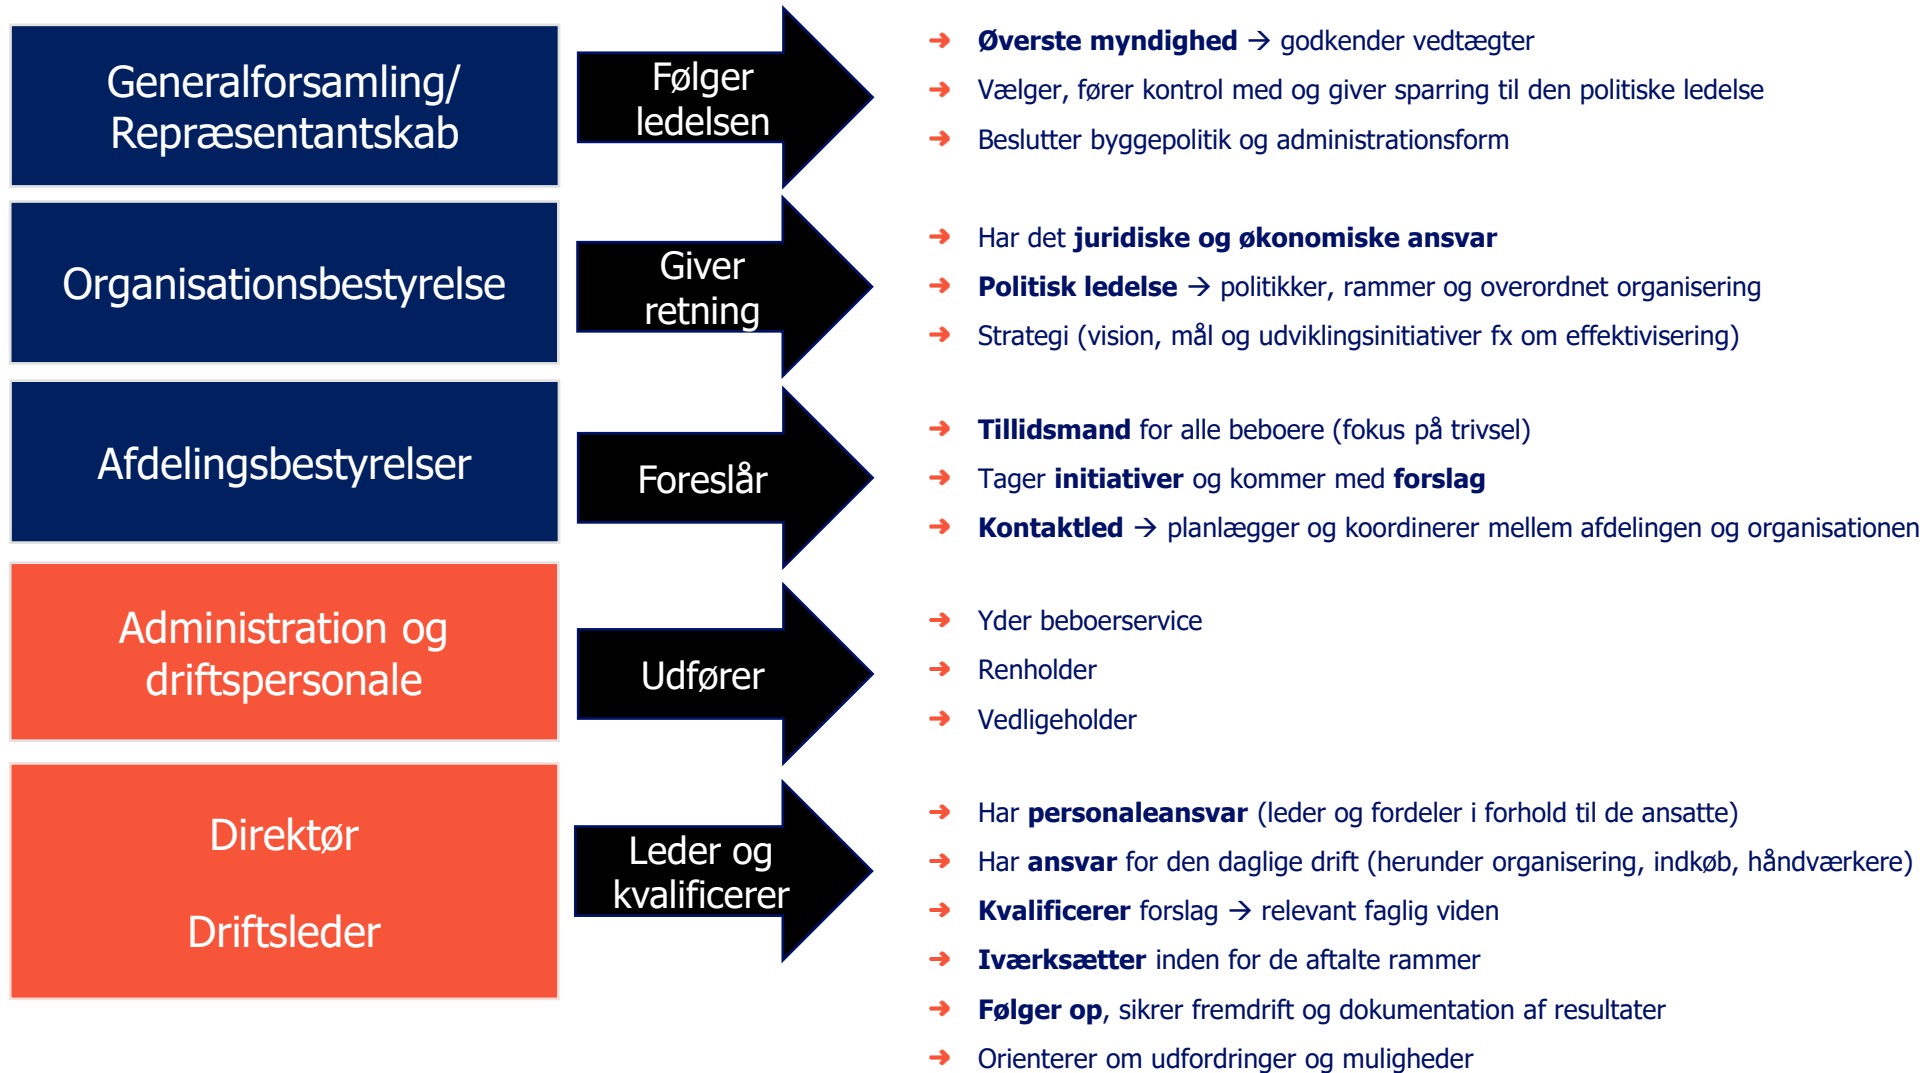 Generalforsamling/
Repræsentantskab
Følger
ledelsen
Øverste myndighed → godkender vedtægter
Vælger, fører kontrol med og giver sparring til den politiske ledelse
Beslutter byggepolitik og administrationsform
Organisationsbestyrelse
Giver
retning
Har det juridiske og økonomiske ansvar
Politisk ledelse → politikker, rammer og overordnet organisering
Strategi (vision, mål og udviklingsinitiativer fx om effektivisering)
Afdelingsbestyrelser
Foreslår
Tillidsmand for alle beboere (fokus på trivsel)
Tager initiativer og kommer med forslag
Kontaktled → planlægger og koordinerer mellem afdelingen og organisationen
Administration og
driftspersonale
Udfører
Yder beboerservice
Renholder
Vedligeholder
Direktør
Driftsleder
Leder og
kvalificerer
Har personaleansvar (leder og fordeler i forhold til de ansatte)
Har ansvar for den daglige drift (herunder organisering, indkøb, håndværkere)
Kvalificerer forslag → relevant faglig viden
Iværksætter inden for de aftalte rammer
Følger op, sikrer fremdrift og dokumentation af resultater
Orienterer om udfordringer og muligheder